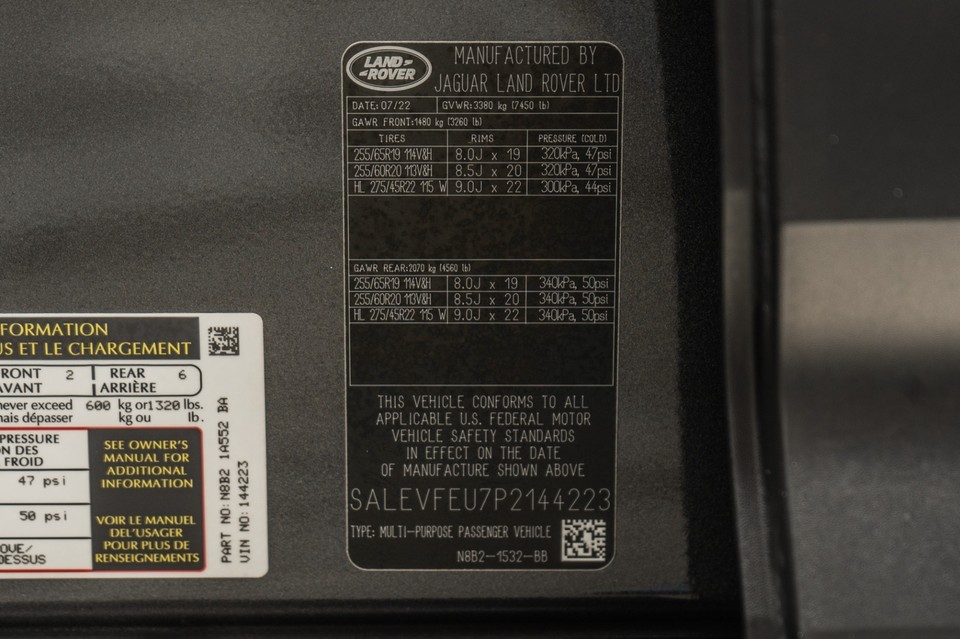 LAND-
-ROVER
MANUFACTURED BY
JAGUAR LAND ROVER LTD
DATE: 07/22 GVWR: 3380 kg (7450 lb)
GAWR FRONT: 1480 kg (3260 lb)
TIRES RIMS PRESSURE (COLD)
255/65R19 114V&H 8.0J x 19 320kPa, 47psi
255/60R20 113V&H 8.5J x 20 320kPa, 47psi
HL 275/45R22 115 W 9.0J x 22 300kPa, 44psi
GAWR REAR: 2070 kg (4560 lb)
255/65R19 114V&H 8.0J x 19 340kPa, 50psi
255/60R20 113V&H 8.5J x 20 340kPa, 50psi
HL 275/45R22 115 W 9.0J x 22 340kPa, 50psi
THIS VEHICLE CONFORMS TO ALL
APPLICABLE U.S. FEDERAL MOTOR
VEHICLE SAFETY STANDARDS
IN EFFECT ON THE DATE
OF MANUFACTURE SHOWN ABOVE
SALEVFEU7P2144223
TYPE: MULTI-PURPOSE PASSENGER VEHICLE
N8B2-1532-BB
FORMATION
US ET LE CHARGEMENT
RONT 2 REAR 6
AVANT ARRIÈRE
never exceed 600 kg or 1320 lbs.
mais dépasser kg ou lb.
PRESSURE
ON DES
FROID
47 psi
50 psi
OUE/
DESSUS
SEE OWNER'S
MANUAL FOR
ADDITIONAL
INFORMATION
VOIR LE MANUEL
DEL'USAGER
POUR PLUS DE
RENSEIGNEMENTS
PART NO: N8B2 1A552 BA
VIN NO: 144223